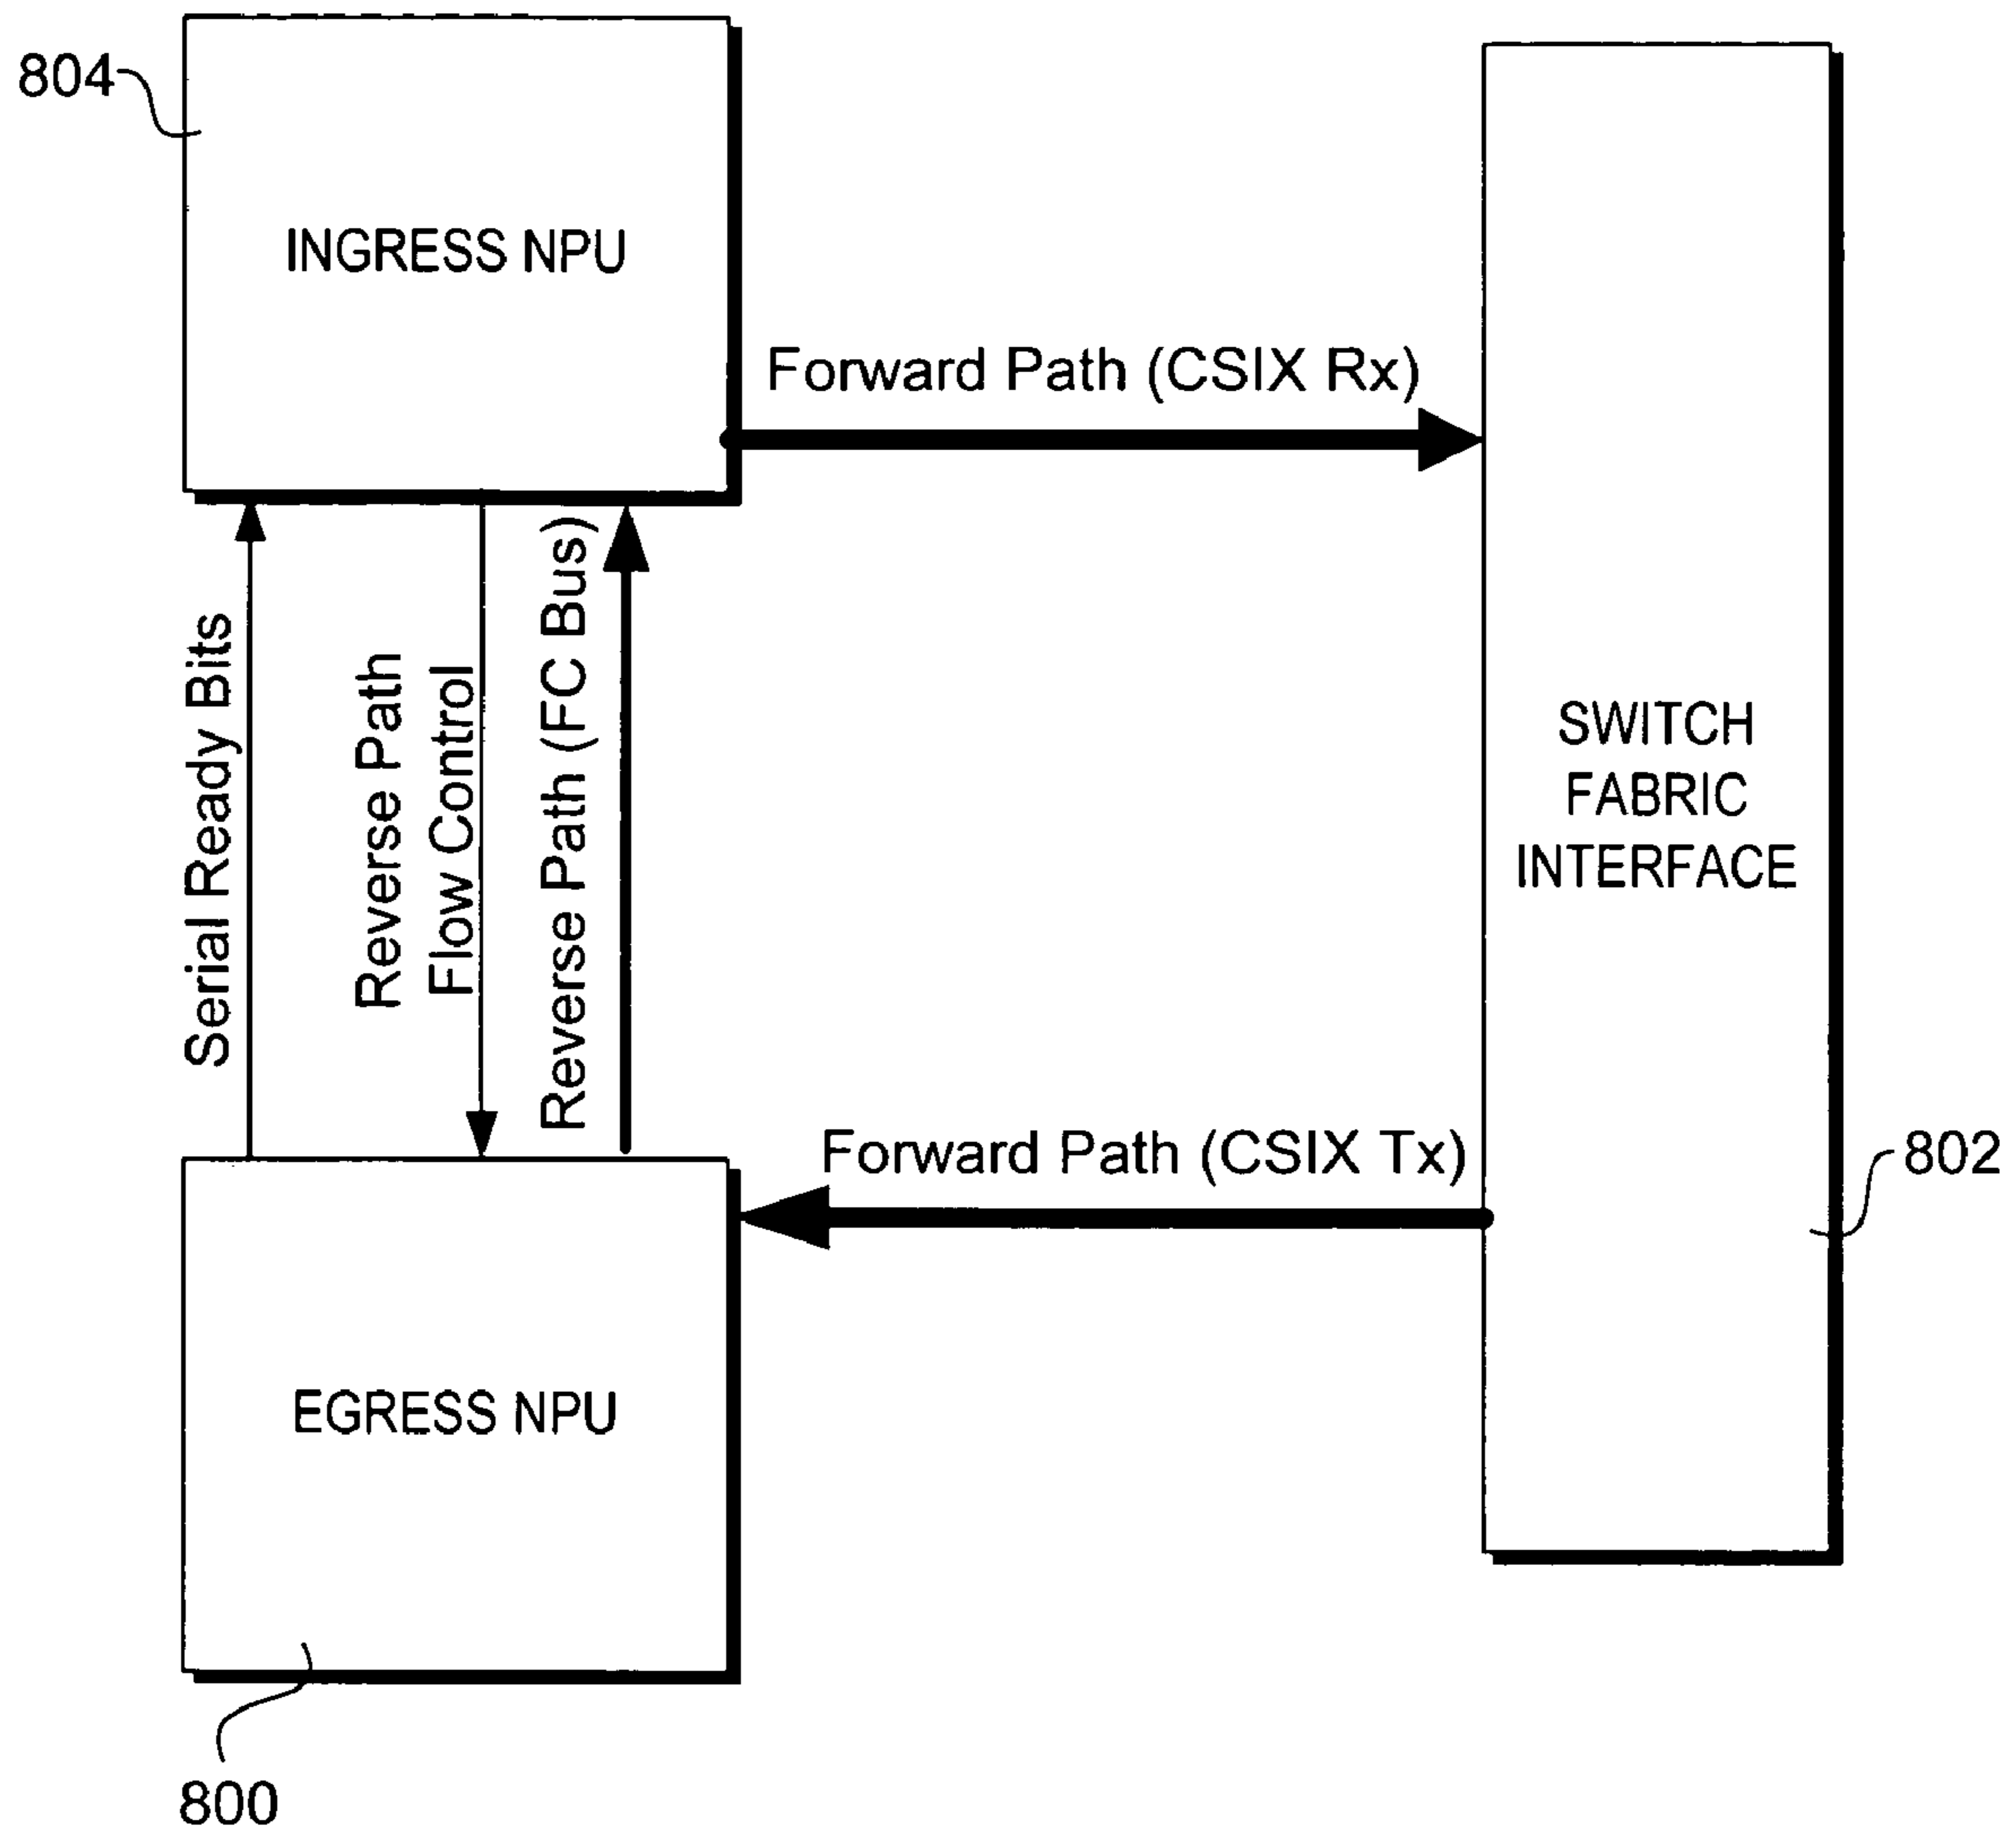 804
INGRESS NPU
Forward Path (CSIX Rx)
Serial Ready Bits
Reverse Path
Flow Control
Reverse Path (FC Bus)
SWITCH
FABRIC
INTERFACE
Forward Path (CSIX Tx)
802
EGRESS NPU
800